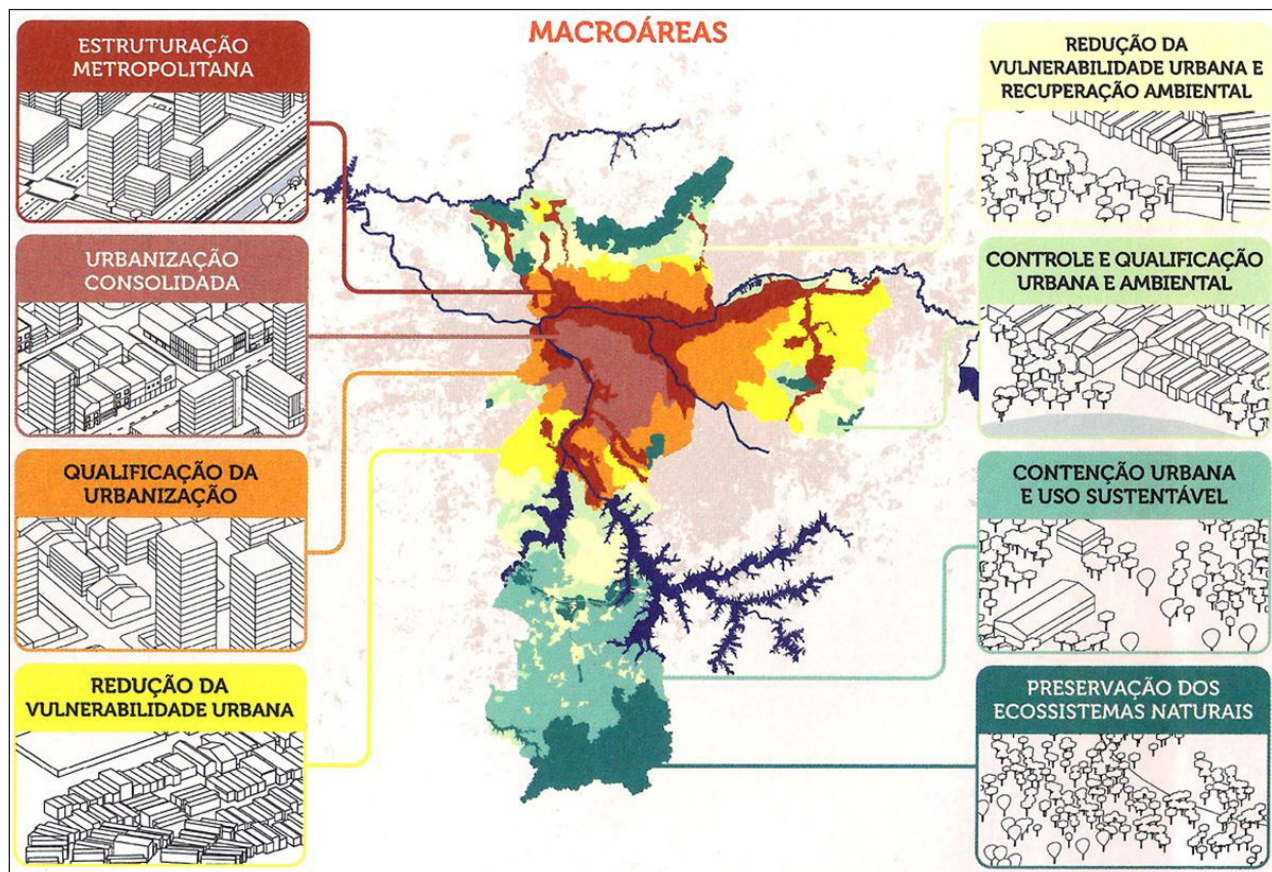 MACROÁREAS
ESTRUTURAÇÃO
METROPOLITANA
URBANIZAÇÃO
CONSOLIDADA
QUALIFICAÇÃO DA
URBANIZAÇÃO
REDUÇÃO DA
VULNERABILIDADE URBANA
REDUÇÃO DA
VULNERABILIDADE URBANA E
RECUPERAÇÃO AMBIENTAL
CONTROLE E QUALIFICAÇÃO
URBANA E AMBIENTAL
CONTENÇÃO URBANA
E USO SUSTENTÁVEL
PRESERVAÇÃO DOS
ECOSSISTEMAS NATURAIS